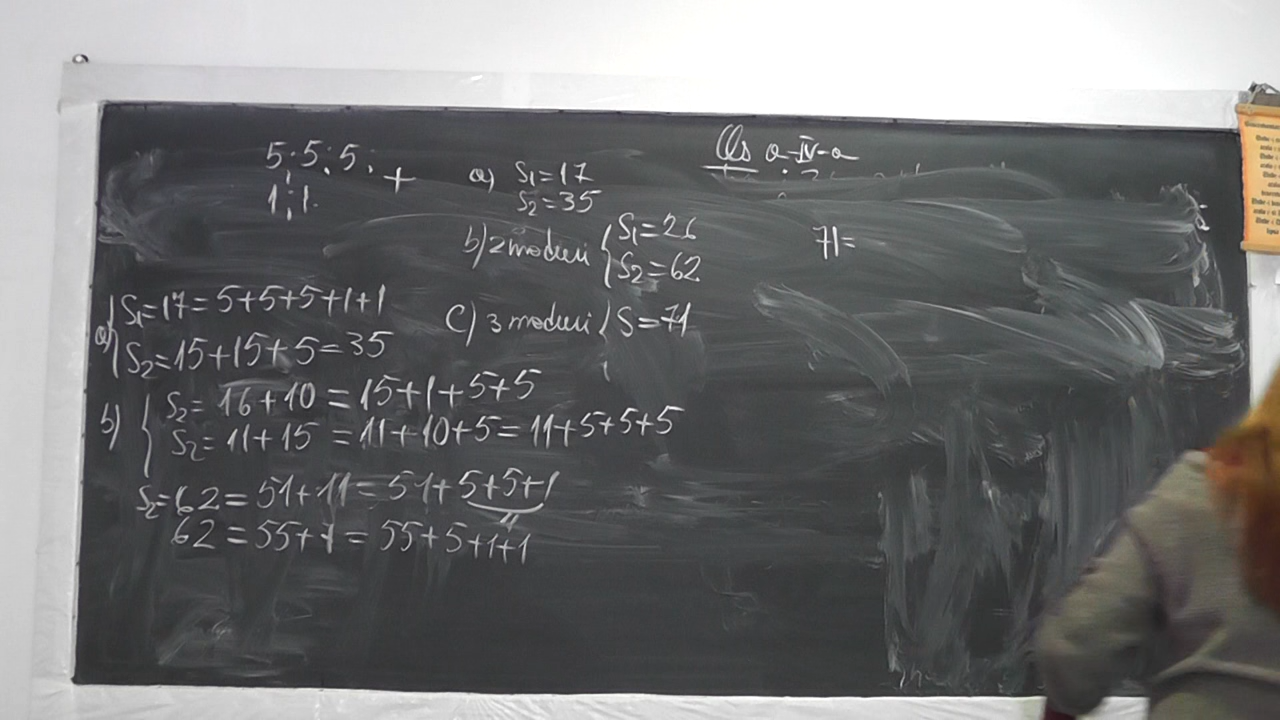 5; 5; 5; +
1; 1.
a) S₁=17
S₂=35
b) 2 moduri { S₁=26
S₂=62
c) 3 moduri { S=71
a) { S₁=17=5+5+5+1+1
S₂=15+15+5=35
b) { S₂=16+10=15+1+5+5
S₂=11+15=11+10+5=11+5+5+5
S₂=62=51+11=51+5+5+1
62=55+7=55+5+1+1
a-IV-a
71=